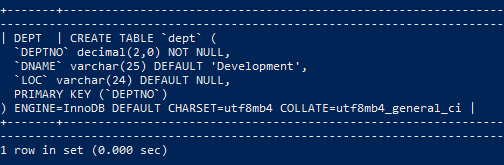 | DEPT  | CREATE TABLE `dept` (
  `DEPTNO` decimal(2,0) NOT NULL,
  `DNAME` varchar(25) DEFAULT 'Development',
  `LOC` varchar(24) DEFAULT NULL,
  PRIMARY KEY (`DEPTNO`)
) ENGINE=InnoDB DEFAULT CHARSET=utf8mb4 COLLATE=utf8mb4_general_ci |
1 row in set (0.000 sec)